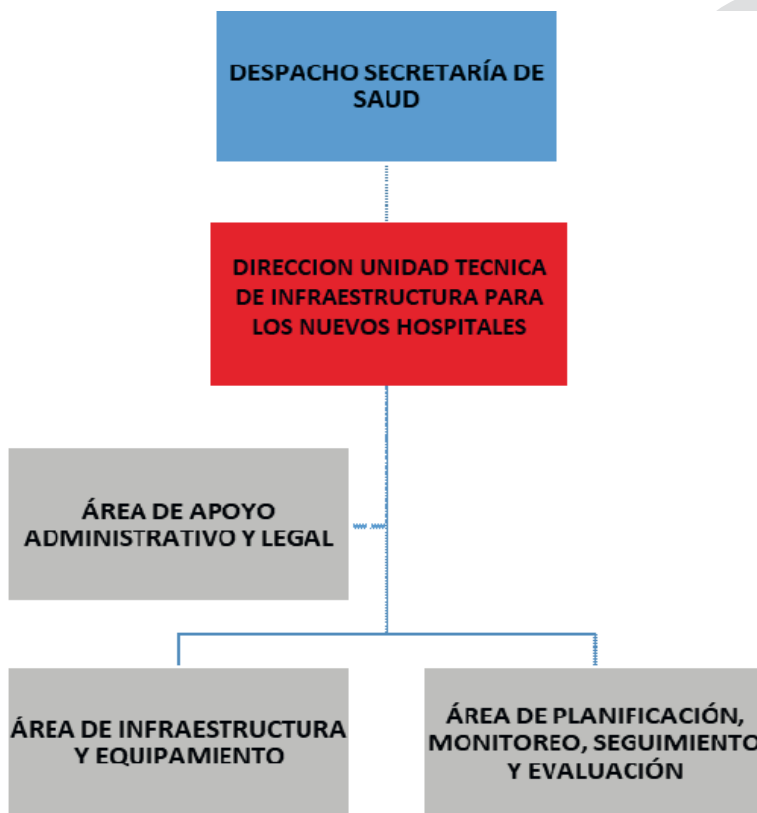 DESPACHO SECRETARÍA DE
SAUD
DIRECCION UNIDAD TECNICA
DE INFRAESTRUCTURA PARA
LOS NUEVOS HOSPITALES
ÁREA DE APOYO
ADMINISTRATIVO Y LEGAL
ÁREA DE INFRAESTRUCTURA
Y EQUIPAMIENTO
ÁREA DE PLANIFICACIÓN,
MONITOREO, SEGUIMIENTO
Y EVALUACIÓN